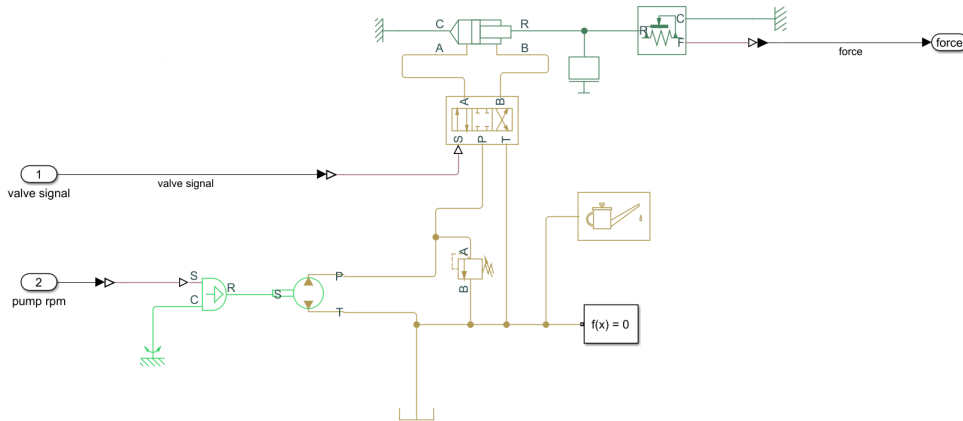 C
R
A
B
R
C
F
force
force
A
B
S
P
T
1
valve signal
valve signal
A
B
2
pump rpm
S
C
R
S
P
T
f(x) = 0